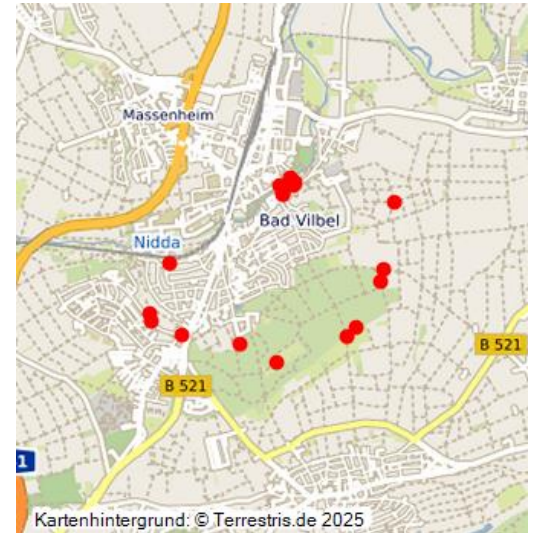 Massenheim
Bad Vilbel
Nidda
B 521
B 521
1
Kartenhintergrund: © Terrestris.de 2025